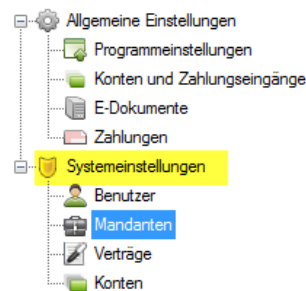 Allgemeine Einstellungen
Programmeinstellungen
Konten und Zahlungseingänge
E-Dokumente
Zahlungen
Systemeinstellungen
Benutzer
Mandanten
Verträge
Konten